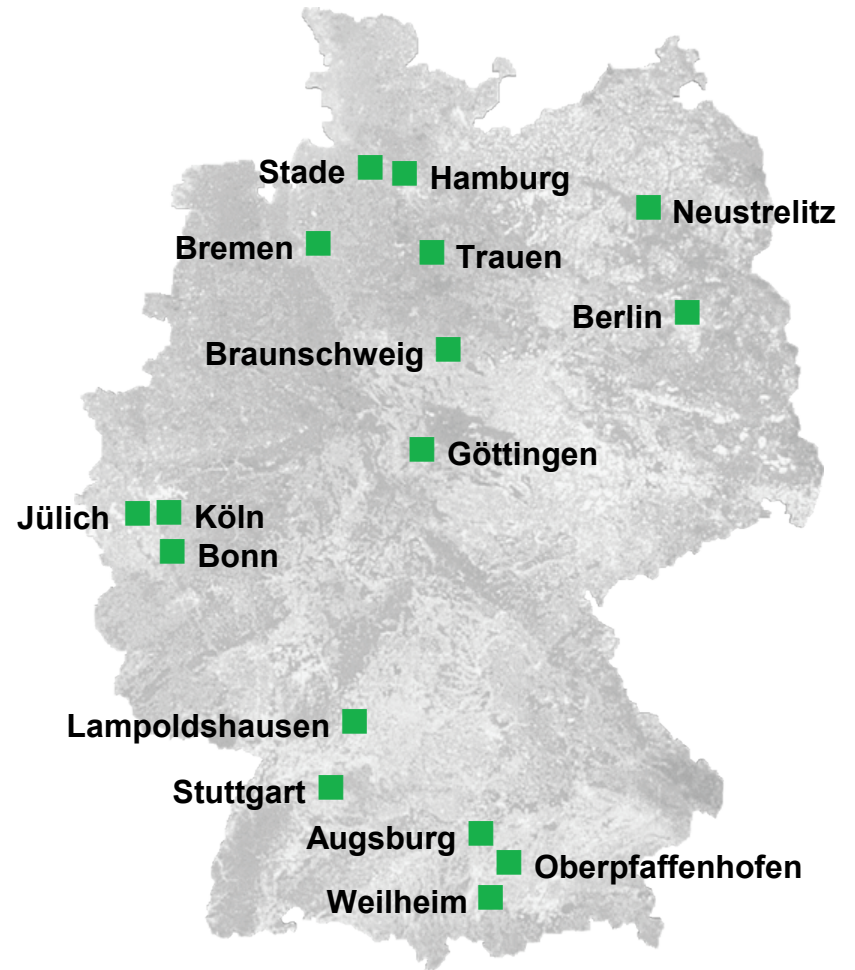 Stade
Hamburg
Neustrelitz
Bremen
Trauen
Berlin
Braunschweig
Göttingen
Jülich
Köln
Bonn
Lampoldshausen
Stuttgart
Augsburg
Oberpfaffenhofen
Weilheim